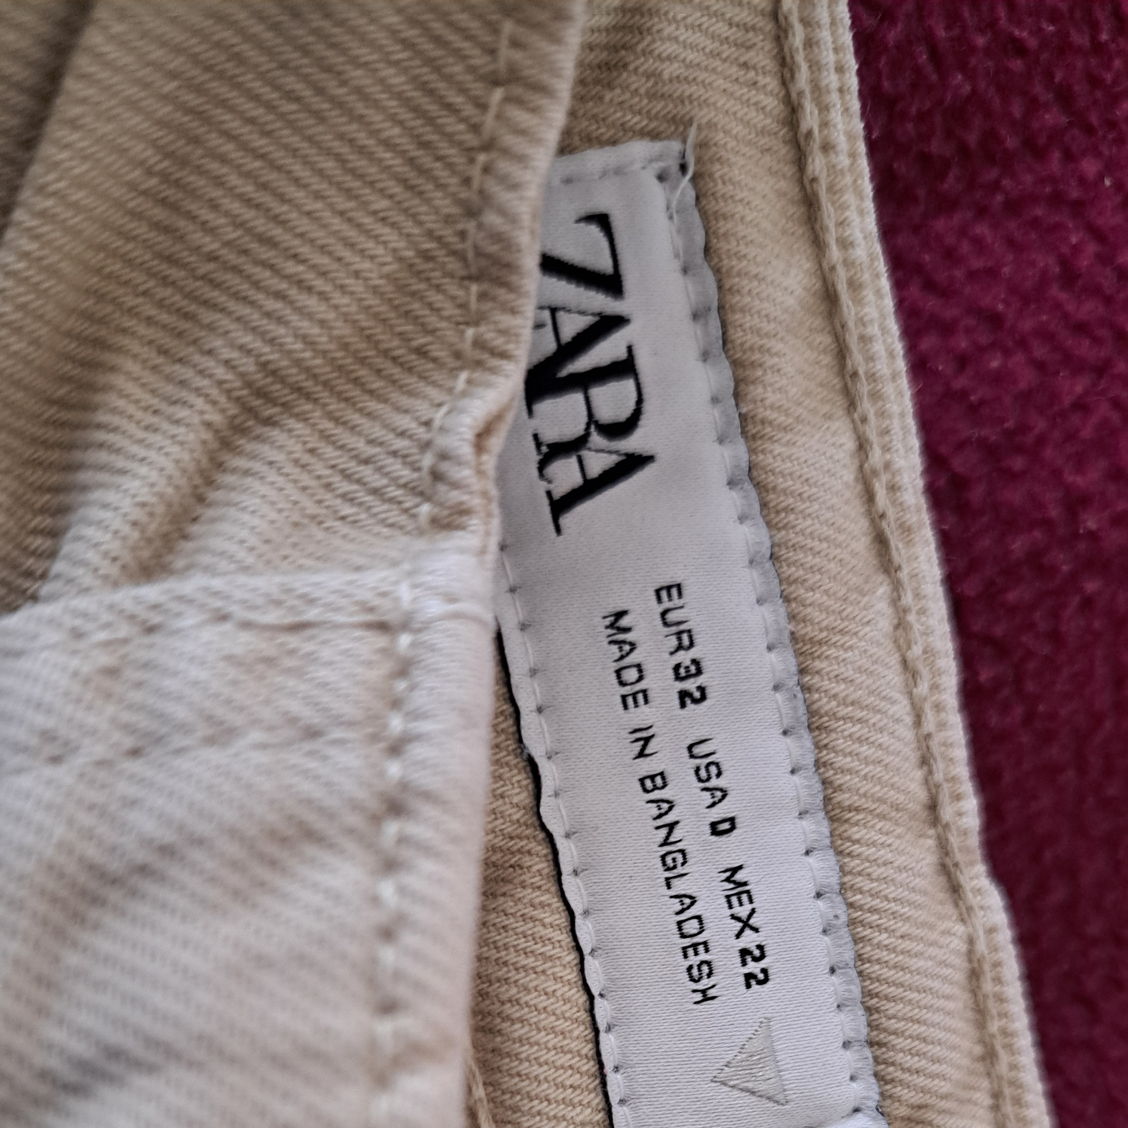 ZARA
EUR 32 USA 0 MEX 22
MADE IN BANGLADESH